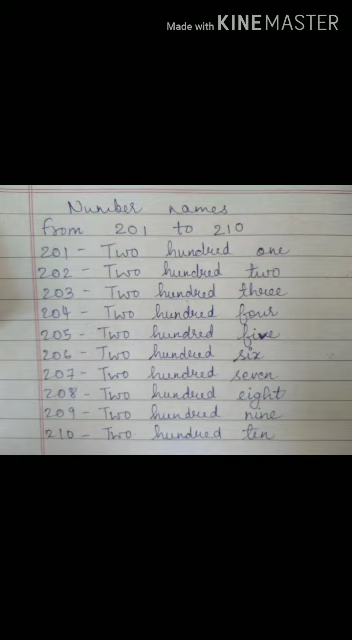 Made with KINEMASTER
Number names
from 201 to 210
201 - Two hundred one
202 - Two hundred two
203 - Two hundred three
204 - Two hundred four
205 - Two hundred five
206 - Two hundred six
207 - Two hundred seven
208 - Two hundred eight
209 - Two hundred nine
210 - Two hundred ten